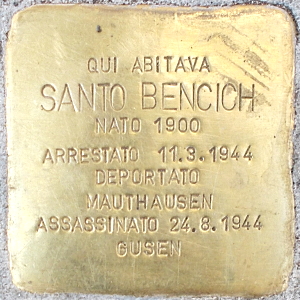 QUI ABITAVA
SANTO BENCICH
NATO 1900
ARRESTATO 11.3.1944
DEPORTATO
MAUTHAUSEN
ASSASSINATO 24.8.1944
GUSEN